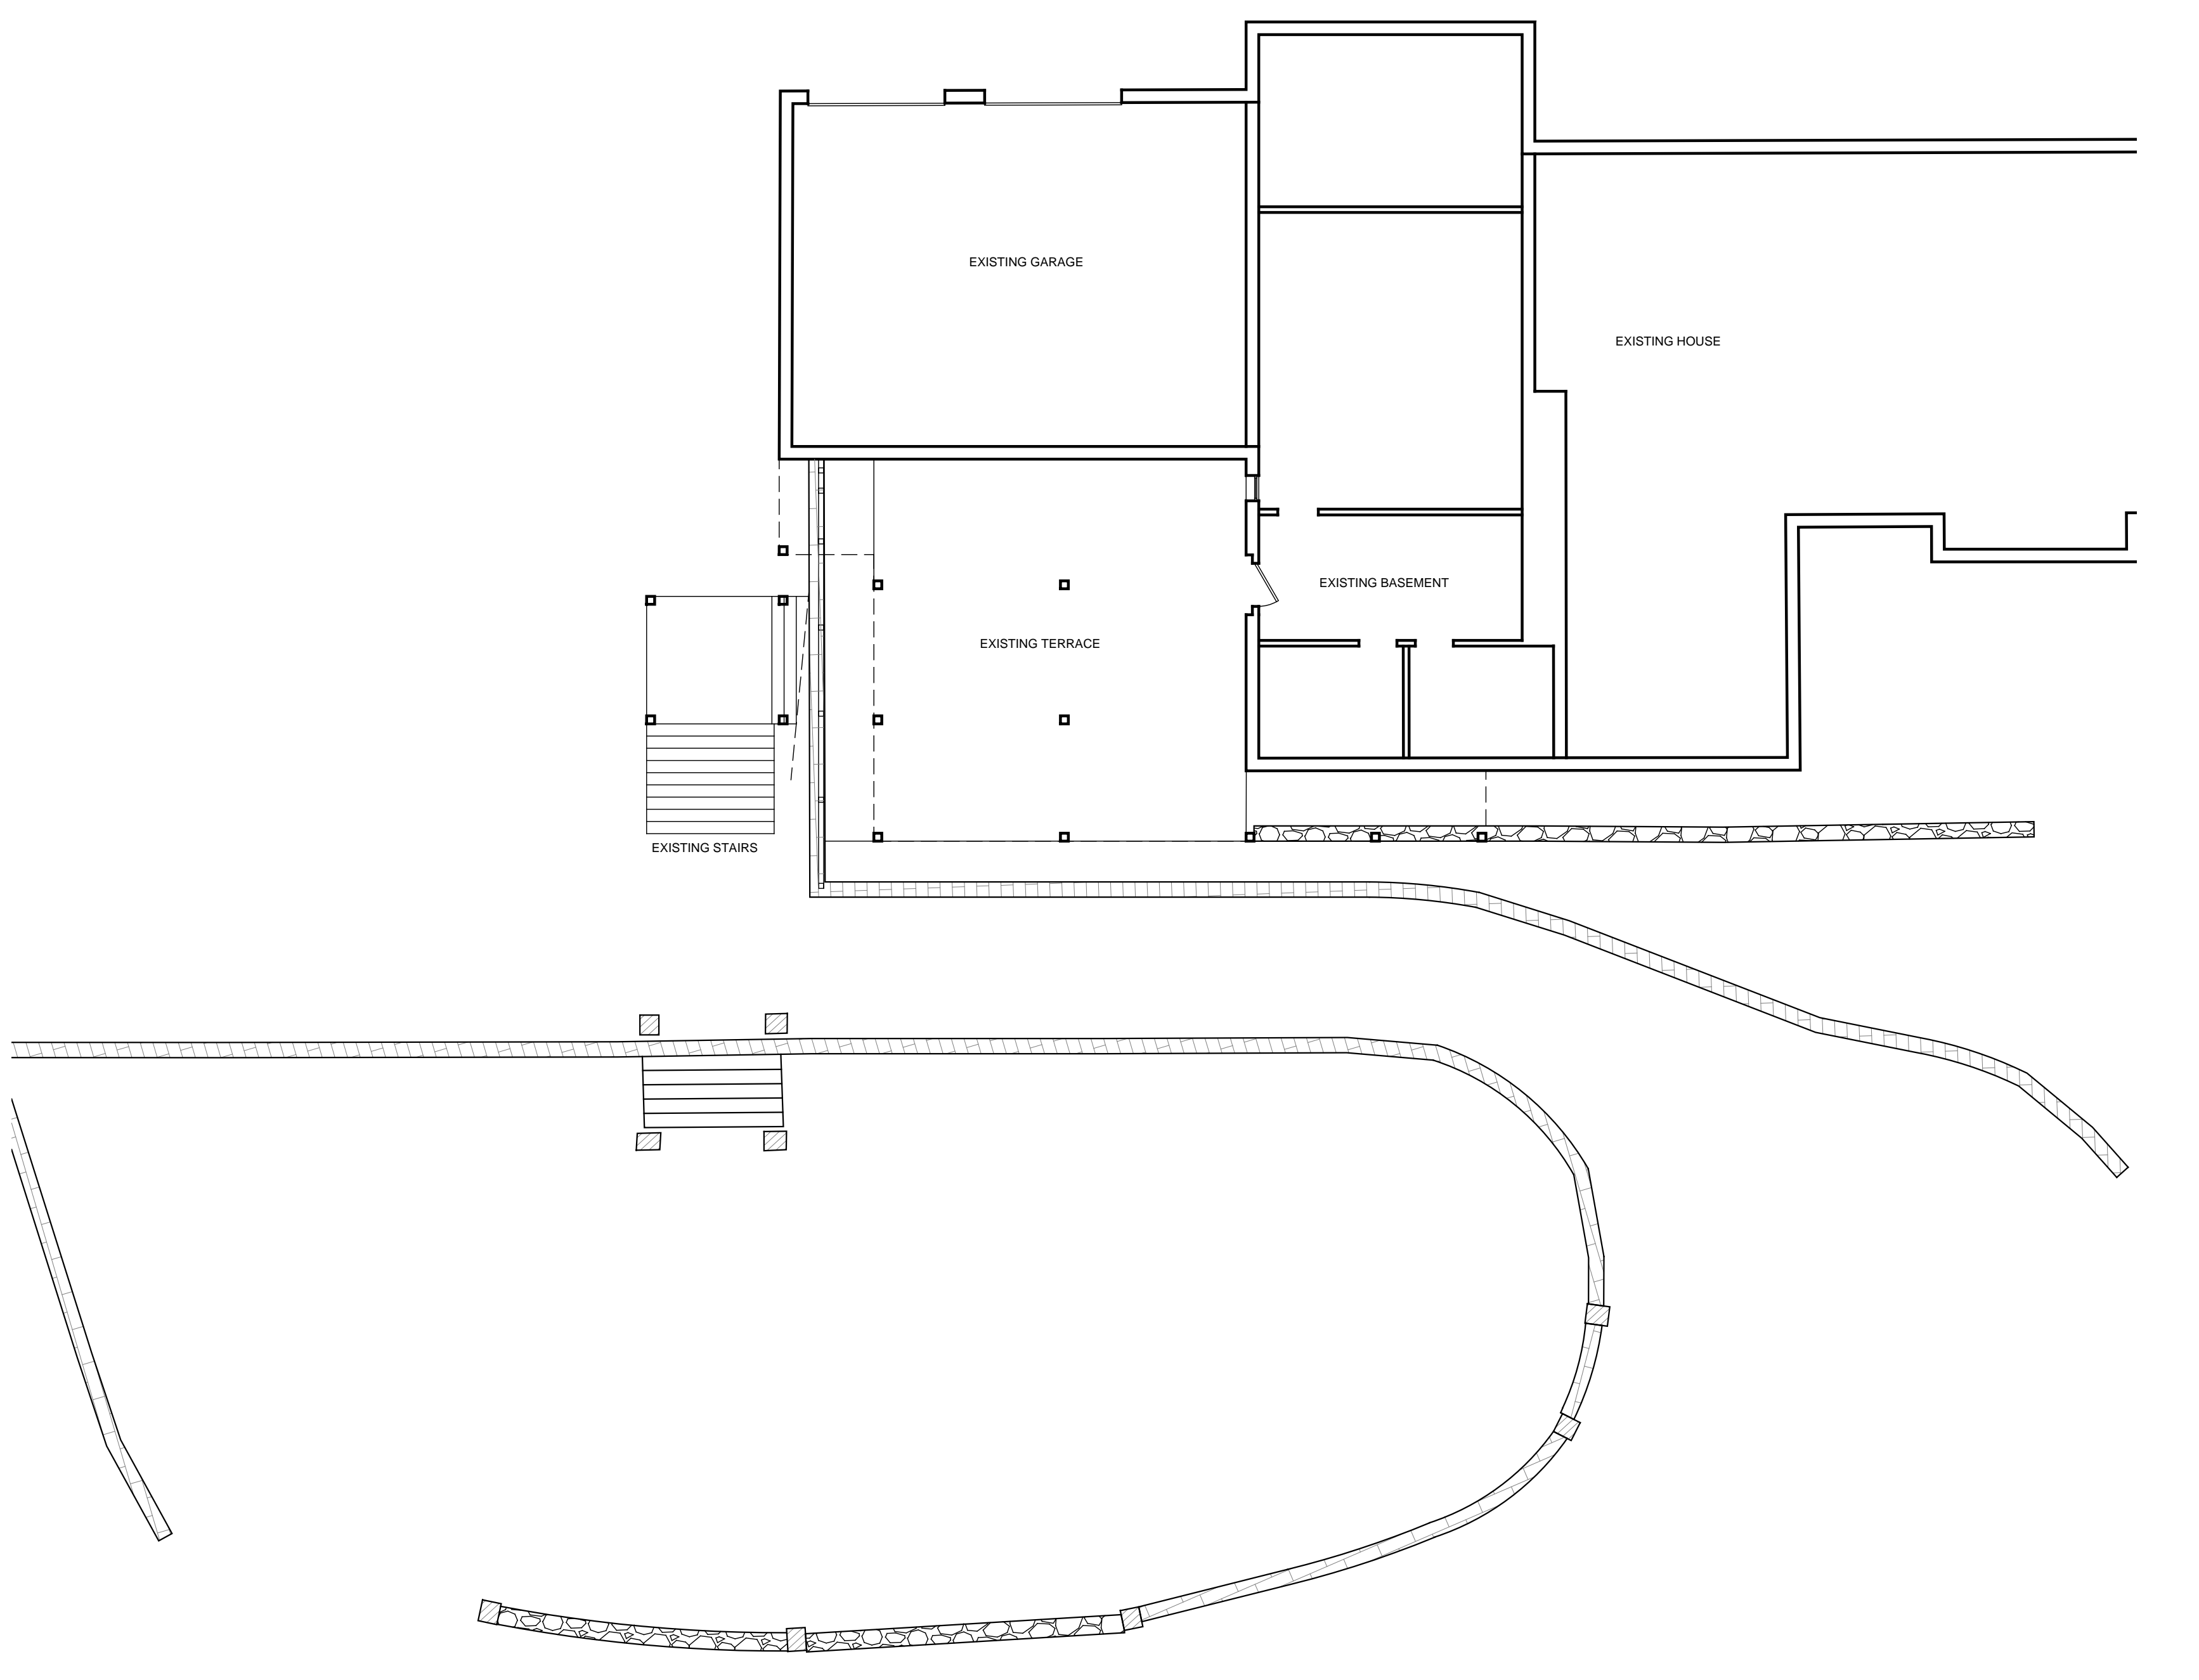 EXISTING GARAGE
EXISTING HOUSE
EXISTING BASEMENT
EXISTING TERRACE
EXISTING STAIRS